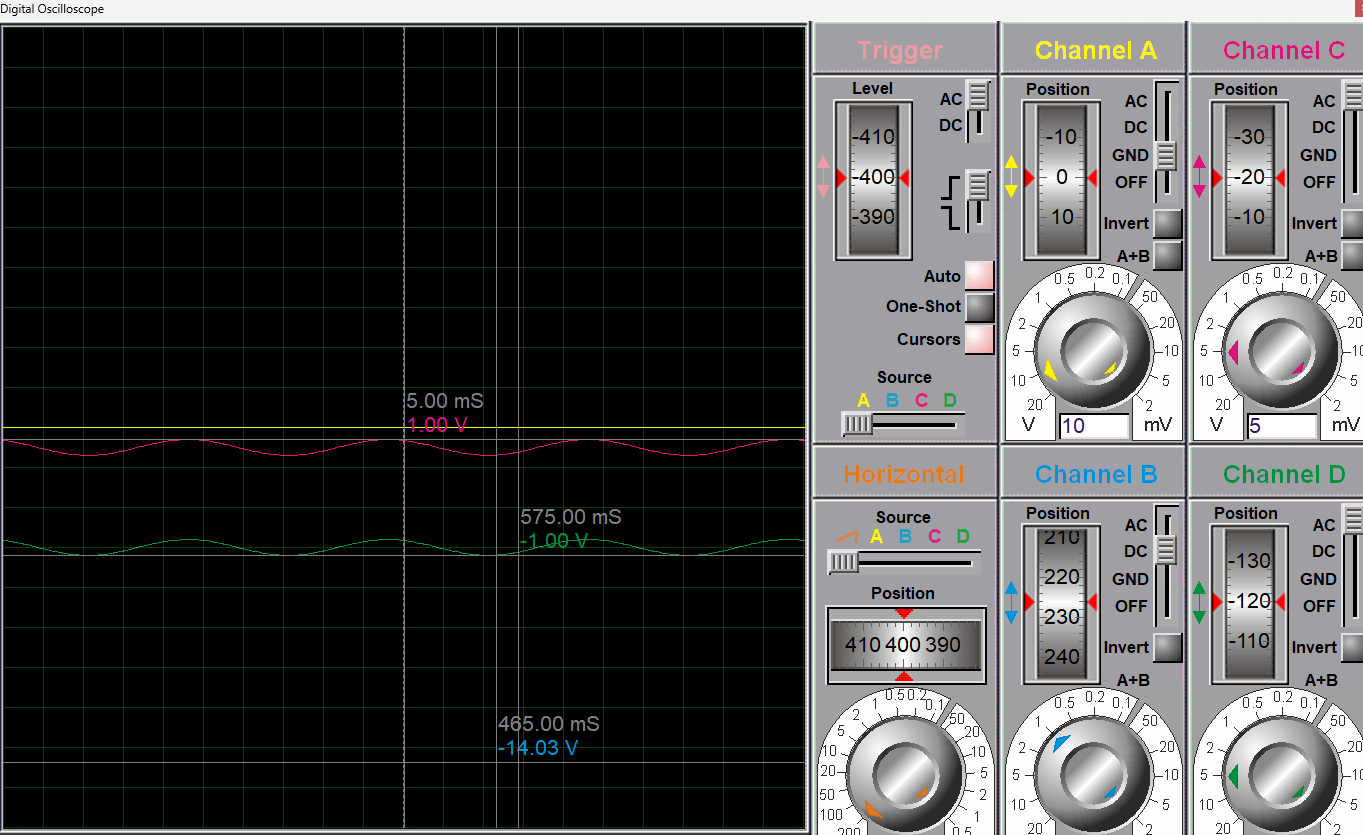 Digital Oscilloscope
5.00 mS
1.00 V
575.00 mS
-1.00 V
465.00 mS
-14.03 V
Trigger
Level
-410
-400
-390
AC
DC
Auto
One-Shot
Cursors
Source
A B C D
Channel A
Position
-10
0
10
AC
DC
GND
OFF
Invert
A+B
20 10 5 2 1 0.5 0.2 0.1 50 20 10 5 2
V 10 mV
Channel C
Position
-30
-20
-10
AC
DC
GND
OFF
Invert
A+B
20 10 5 2 1 0.5 0.2 0.1 50 20 10 5 2
V 5 mV
Horizontal
Source
A B C D
Position
410 400 390
200 100 50 20 10 5 2 1 0.5 0.2 0.1 50 20 10 5 2 1 0.5
Channel B
Position
210
220
230
240
AC
DC
GND
OFF
Invert
A+B
20 10 5 2 1 0.5 0.2 0.1 50 20 10 5 2
Channel D
Position
-130
-120
-110
AC
DC
GND
OFF
Invert
A+B
20 10 5 2 1 0.5 0.2 0.1 50 20 10 5 2